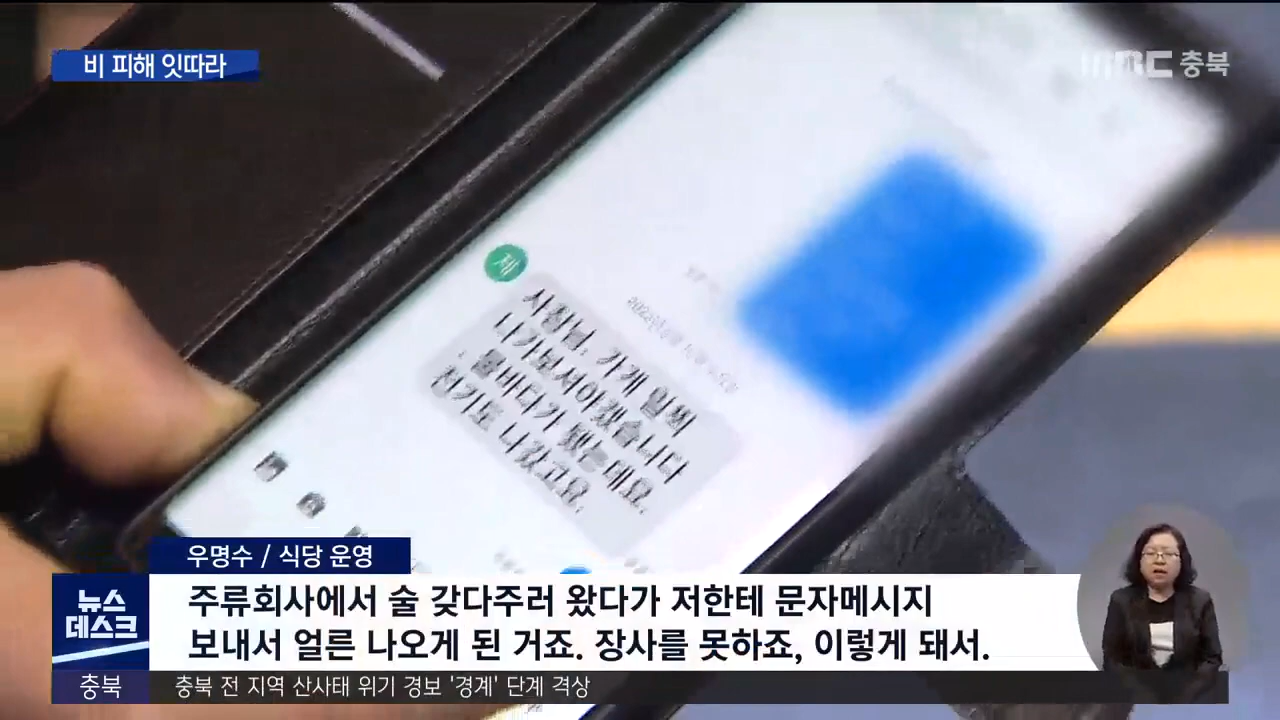 비 피해 잇따라
MBC 충북
계
사장님. 가게 일찍
나가보셔야겠습니다
. 물바다가 됐는데요.
전기도 나갔고요.
우명수 / 식당 운영
뉴스
데스크
주류회사에서 술 갖다주러 왔다가 저한테 문자메시지
보내서 얼른 나오게 된 거죠. 장사를 못하죠, 이렇게 돼서.
충북
충북 전 지역 산사태 위기 경보 '경계' 단계 격상